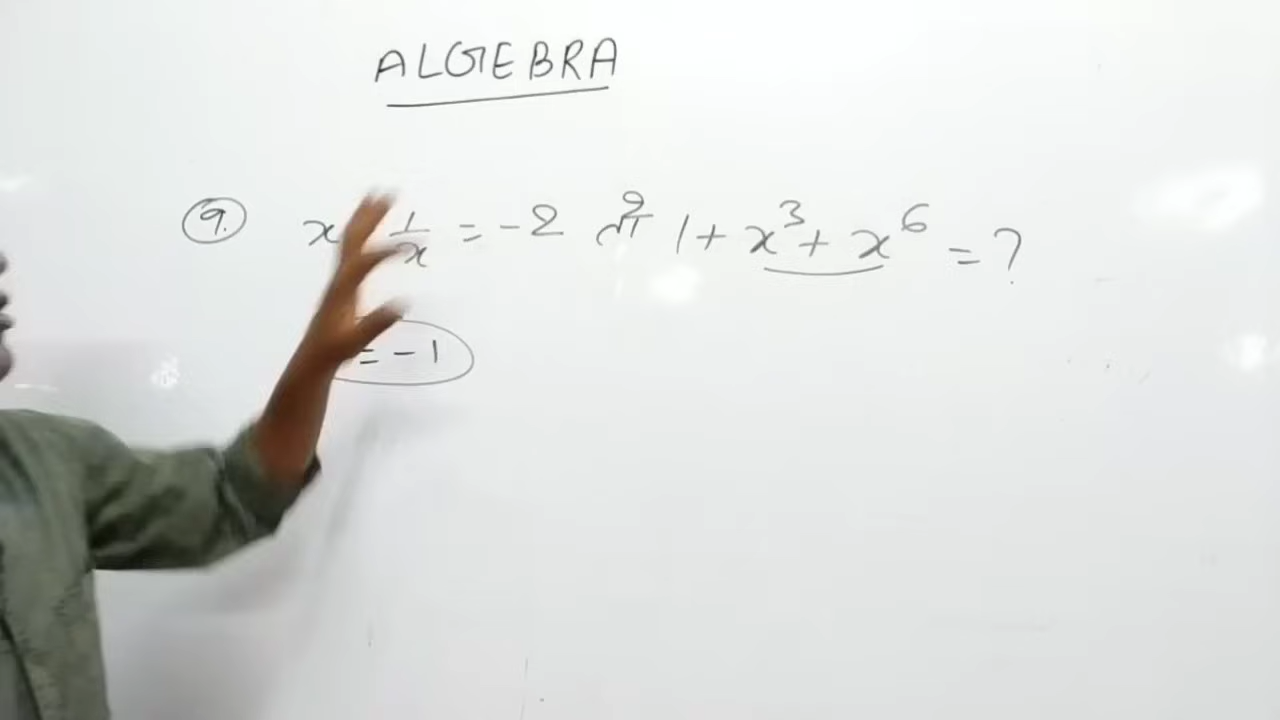 ALGEBRA
9. x 1/x = -2 1 + x³ + x⁶ = ?
= -1